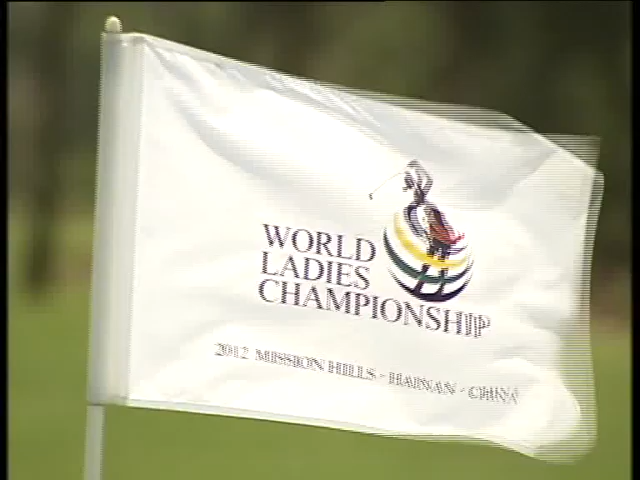 WORLD
LADIES
CHAMPIONSHIP
2012 MISSION HILLS - HAINAN - CHINA